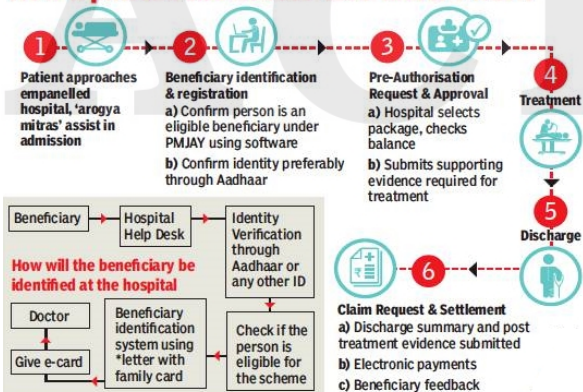 1
Patient approaches
empanelled
hospital, ‘arogya
mitras’ assist in
admission
2
Beneficiary identification
& registration
a) Confirm person is an
eligible beneficiary under
PMJAY using software
b) Confirm identity preferably
through Aadhaar
3
Pre-Authorisation
Request & Approval
a) Hospital selects
package, checks
balance
b) Submits supporting
evidence required for
treatment
4
Treatment
5
Discharge
6
Claim Request & Settlement
a) Discharge summary and post
treatment evidence submitted
b) Electronic payments
c) Beneficiary feedback
Beneficiary
Hospital
Help Desk
Identity
Verification
through
Aadhaar or
any other ID
How will the beneficiary be
identified at the hospital
Check if the
person is
eligible for
the scheme
Beneficiary
identification
system using
*letter with
family card
Give e-card
Doctor
₹